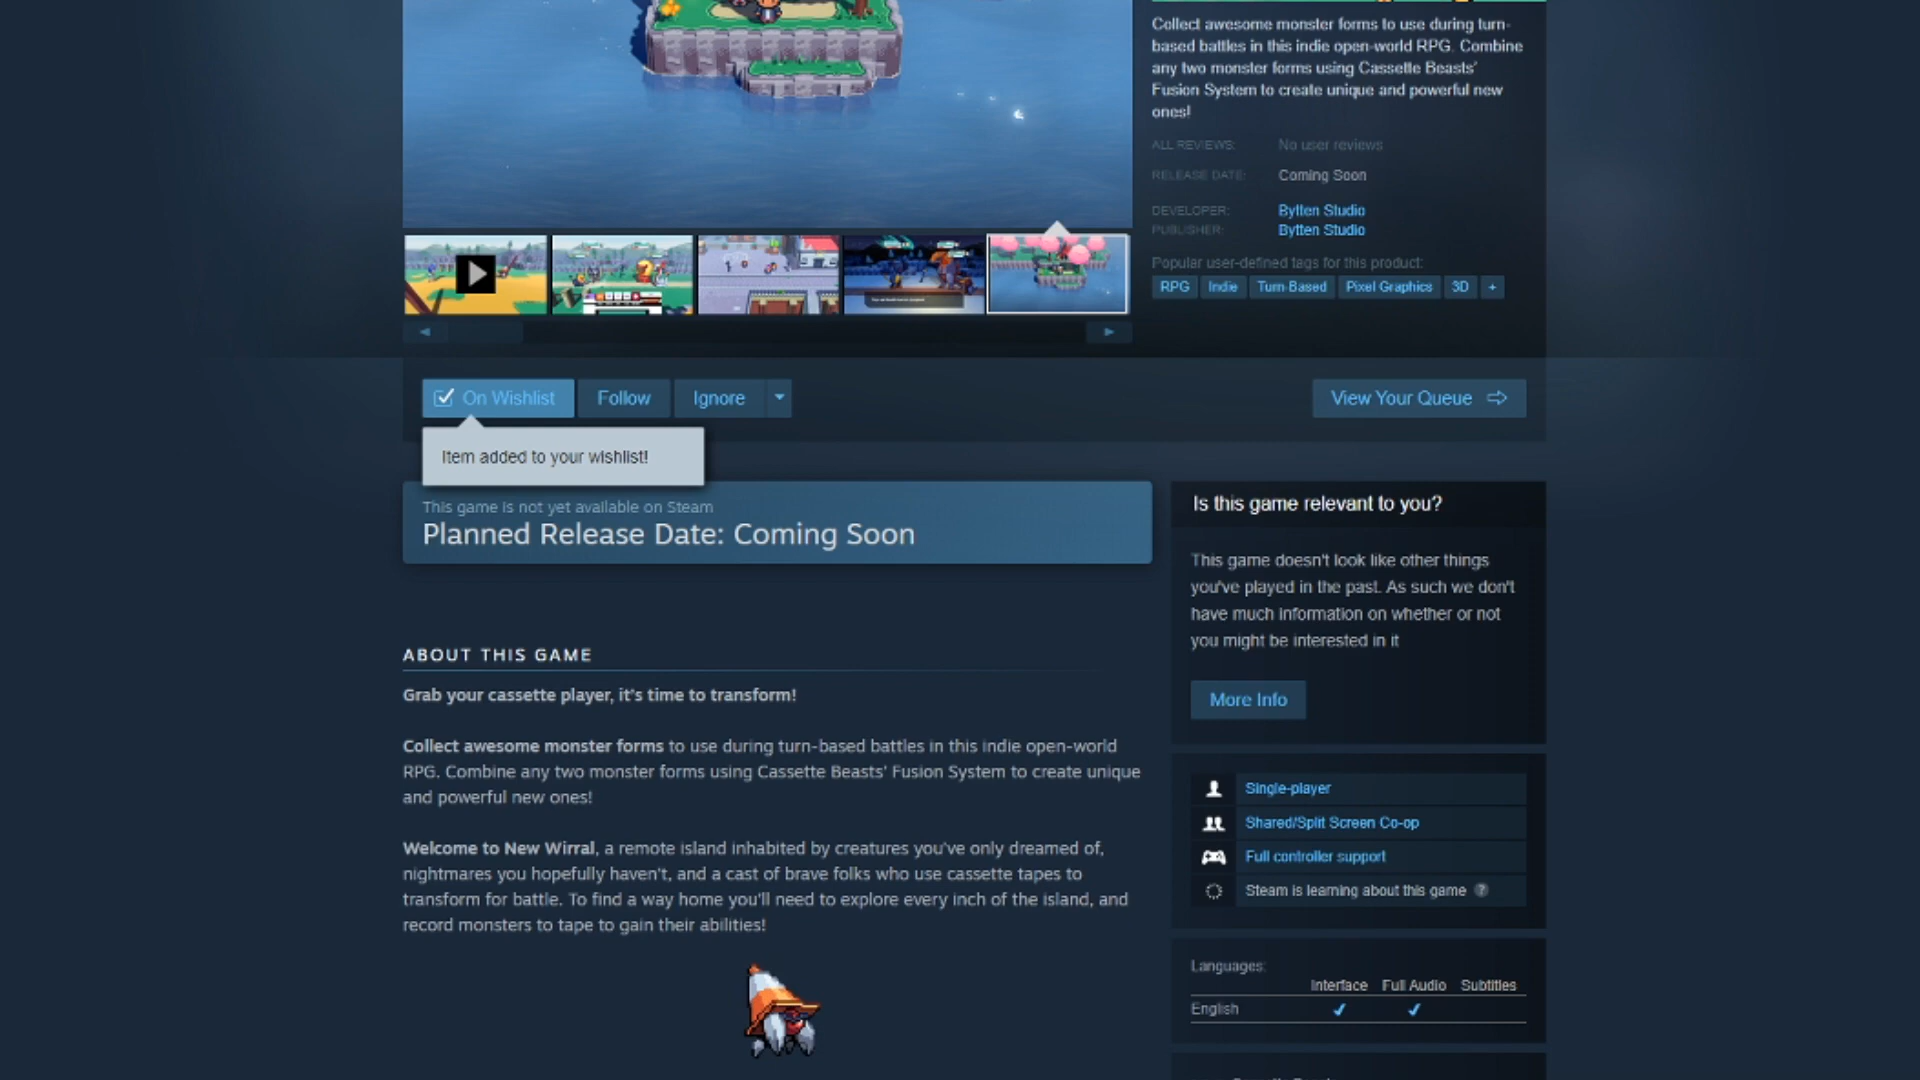 Collect awesome monster forms to use during turn-
based battles in this indie open-world RPG. Combine
any two monster forms using Cassette Beasts'
Fusion System to create unique and powerful new
ones!
ALL REVIEWS: No user reviews
RELEASE DATE: Coming Soon
DEVELOPER: Bytten Studio
PUBLISHER: Bytten Studio
Popular user-defined tags for this product:
RPG Indie Turn-Based Pixel Graphics 3D +
On Wishlist Follow Ignore View Your Queue
Item added to your wishlist!
This game is not yet available on Steam
Planned Release Date: Coming Soon
Is this game relevant to you?
This game doesn't look like other things
you've played in the past. As such we don't
have much information on whether or not
you might be interested in it
More Info
ABOUT THIS GAME
Grab your cassette player, it's time to transform!
Collect awesome monster forms to use during turn-based battles in this indie open-world
RPG. Combine any two monster forms using Cassette Beasts' Fusion System to create unique
and powerful new ones!
Welcome to New Wirral, a remote island inhabited by creatures you've only dreamed of,
nightmares you hopefully haven't, and a cast of brave folks who use cassette tapes to
transform for battle. To find a way home you'll need to explore every inch of the island, and
record monsters to tape to gain their abilities!
Single-player
Shared/Split Screen Co-op
Full controller support
Steam is learning about this game ?
Languages:
Interface Full Audio Subtitles
English ✔ ✔